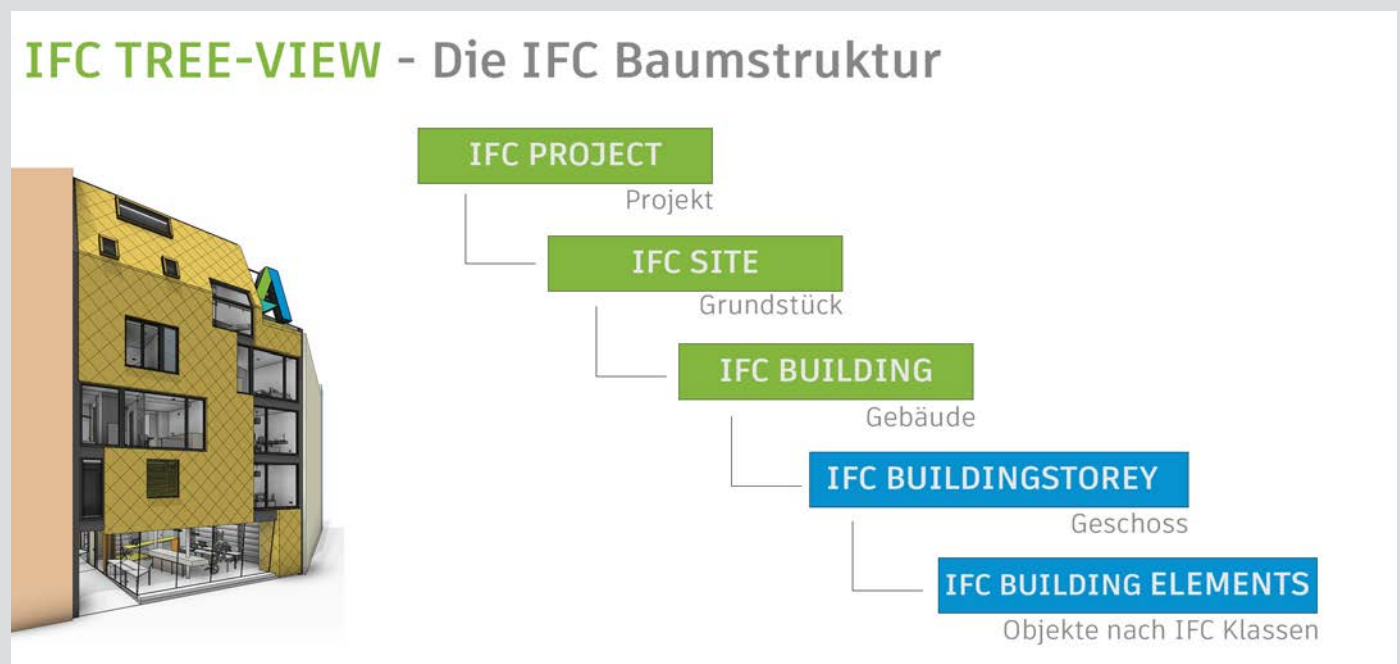 IFC TREE-VIEW - Die IFC Baumstruktur
IFC PROJECT
Projekt
IFC SITE
Grundstück
IFC BUILDING
Gebäude
IFC BUILDINGSTOREY
Geschoss
IFC BUILDING ELEMENTS
Objekte nach IFC Klassen